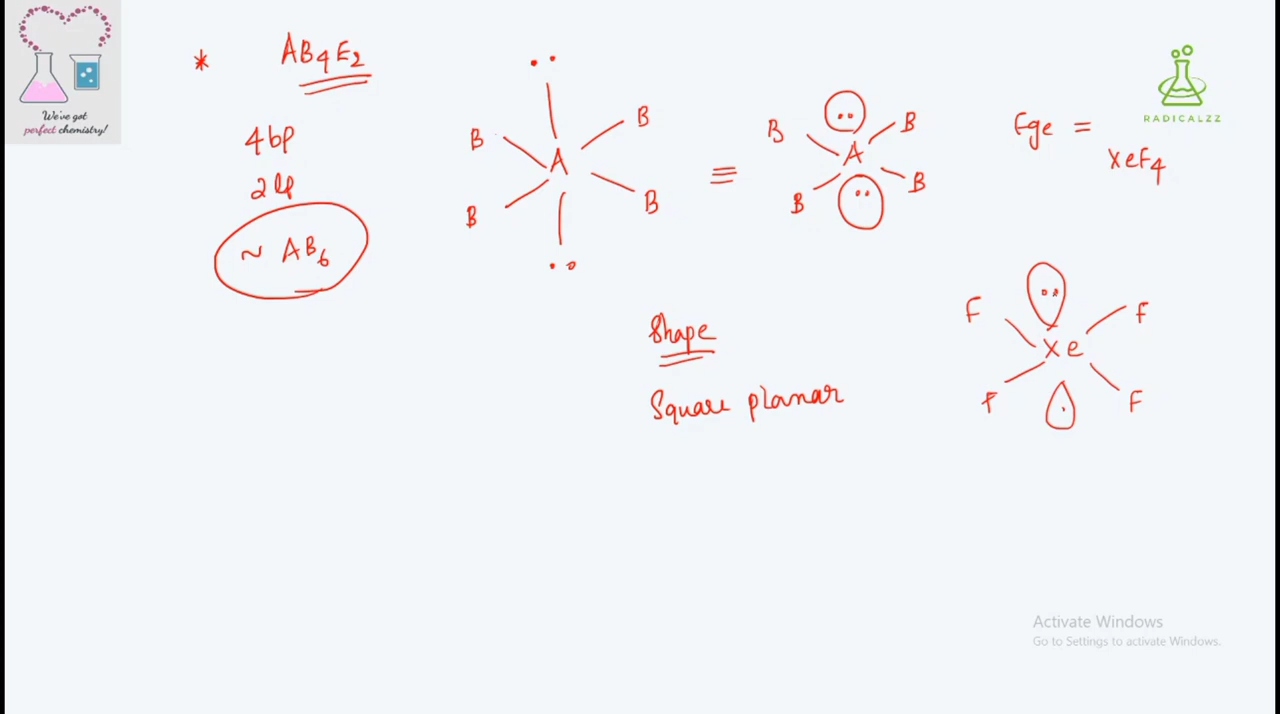 We've got
perfect chemistry!
* AB4E2
4bp
2lp
~ AB6
B B
A
B B
≡
B B
A
B B
Ege =
XeF4
RADICALZZ
Shape
Square planar
F F
Xe
F F
Activate Windows
Go to Settings to activate Windows.